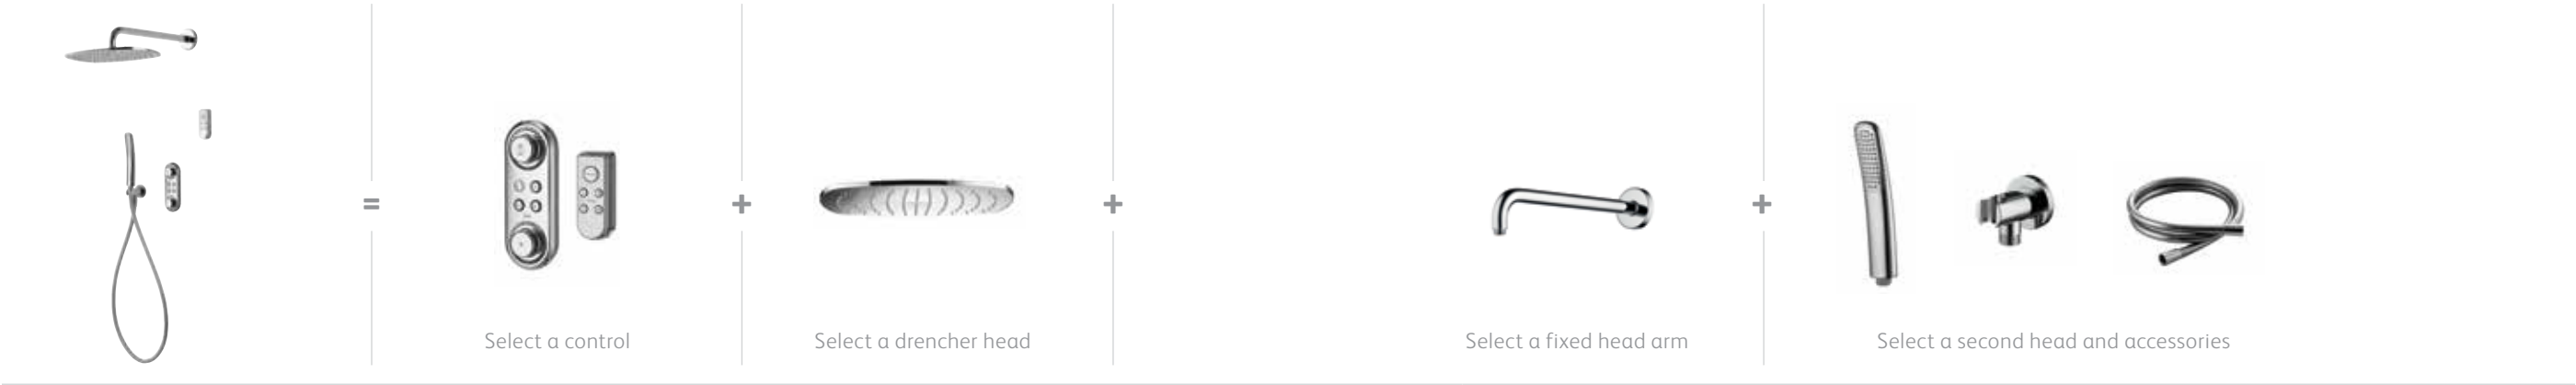 =
+
+
+
Select a control
Select a drencher head
Select a fixed head arm
Select a second head and accessories